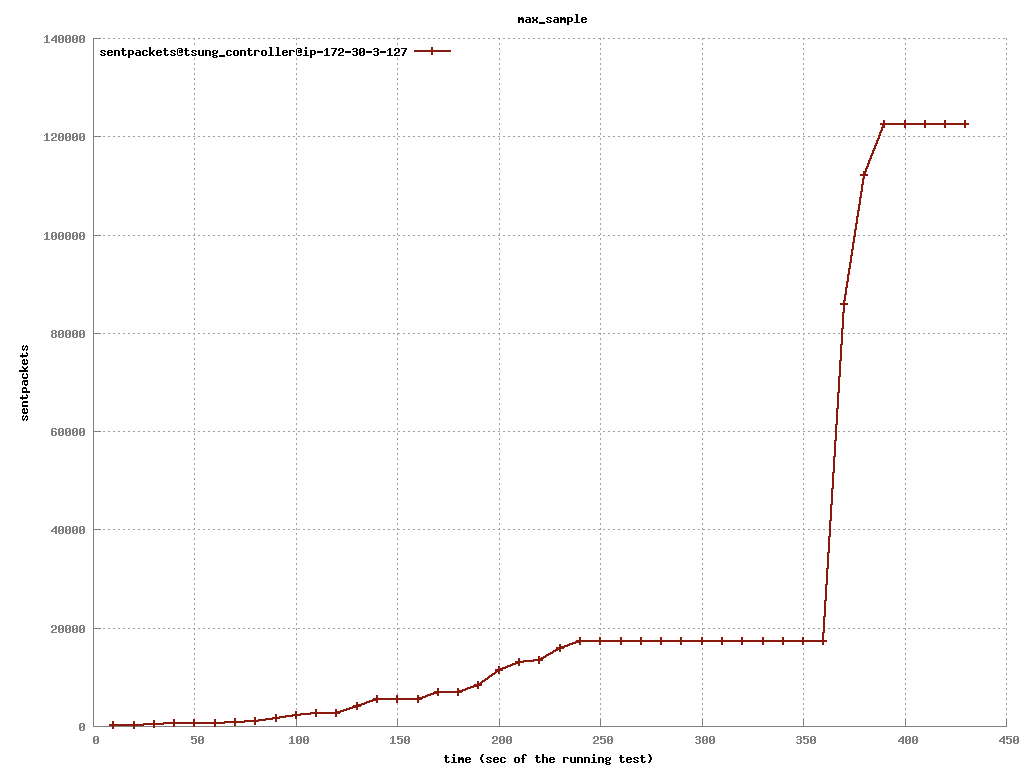 max_sample
140000
sentpackets@tsung_controller@ip-172-30-3-127
120000
100000
80000
sentpackets
60000
40000
20000
0
0 50 100 150 200 250 300 350 400 450
time (sec of the running test)